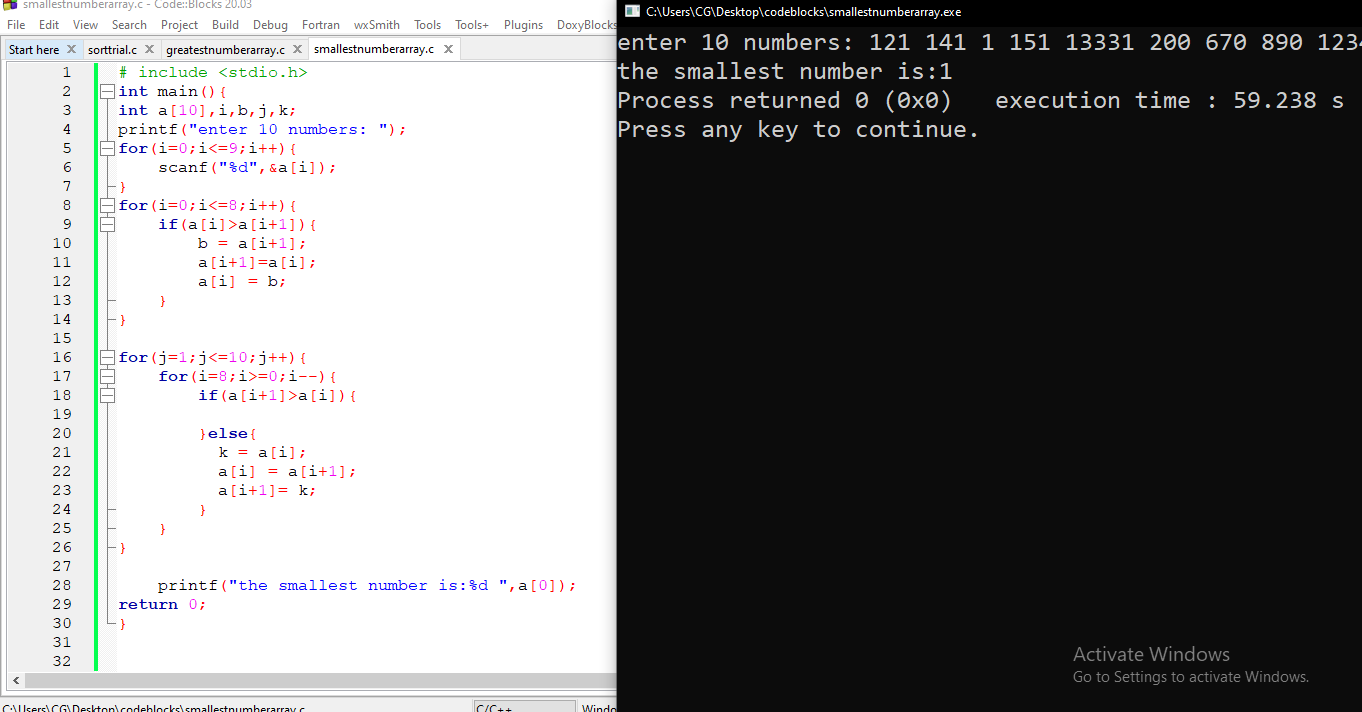 smallestnumberarray.c - Code::Blocks 20.03
File Edit View Search Project Build Debug Fortran wxSmith Tools Tools+ Plugins DoxyBlocks
Start here sorttrial.c greatestnumberarray.c smallestnumberarray.c
1 # include <stdio.h>
2 int main(){
3 int a[10],i,b,j,k;
4 printf("enter 10 numbers: ");
5 for(i=0;i<=9;i++){
6 scanf("%d",&a[i]);
7 }
8 for(i=0;i<=8;i++){
9 if(a[i]>a[i+1]){
10 b = a[i+1];
11 a[i+1]=a[i];
12 a[i] = b;
13 }
14 }
15
16 for(j=1;j<=10;j++){
17 for(i=8;i>=0;i--){
18 if(a[i+1]>a[i]){
19
20 }else{
21 k = a[i];
22 a[i] = a[i+1];
23 a[i+1]= k;
24 }
25 }
26 }
27
28 printf("the smallest number is:%d ",a[0]);
29 return 0;
30 }
31
32
C:\Users\CG\Desktop\codeblocks\smallestnumberarray.c C/C++ Windo
C:\Users\CG\Desktop\codeblocks\smallestnumberarray.exe
enter 10 numbers: 121 141 1 151 13331 200 670 890 1234
the smallest number is:1
Process returned 0 (0x0) execution time : 59.238 s
Press any key to continue.
Activate Windows
Go to Settings to activate Windows.